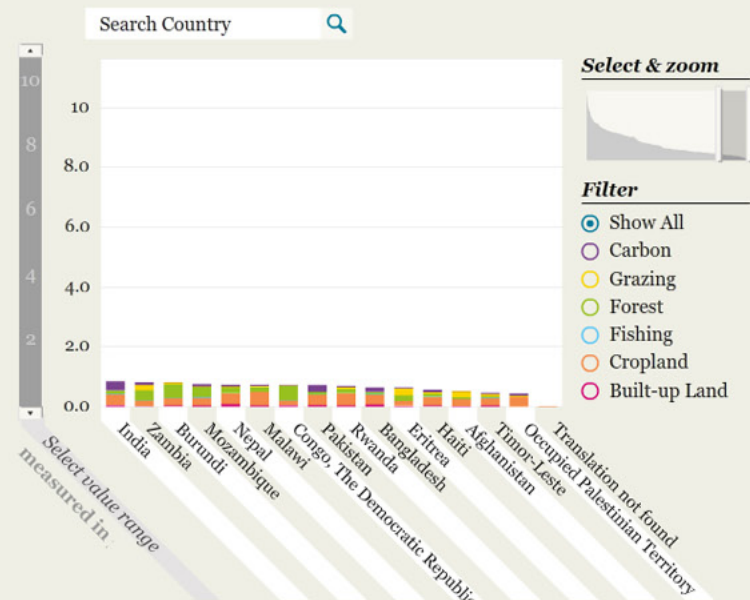 Search Country
10
8
6
4
2
10
8.0
6.0
4.0
2.0
0.0
Select value range
measured in:
India
Zambia
Burundi
Mozambique
Nepal
Malawi
Congo, The Democratic Republic
Pakistan
Rwanda
Bangladesh
Eritrea
Haiti
Afghanistan
Timor-Leste
Occupied Palestinian Territory
Translation not found
Select & zoom
Filter
Show All
Carbon
Grazing
Forest
Fishing
Cropland
Built-up Land